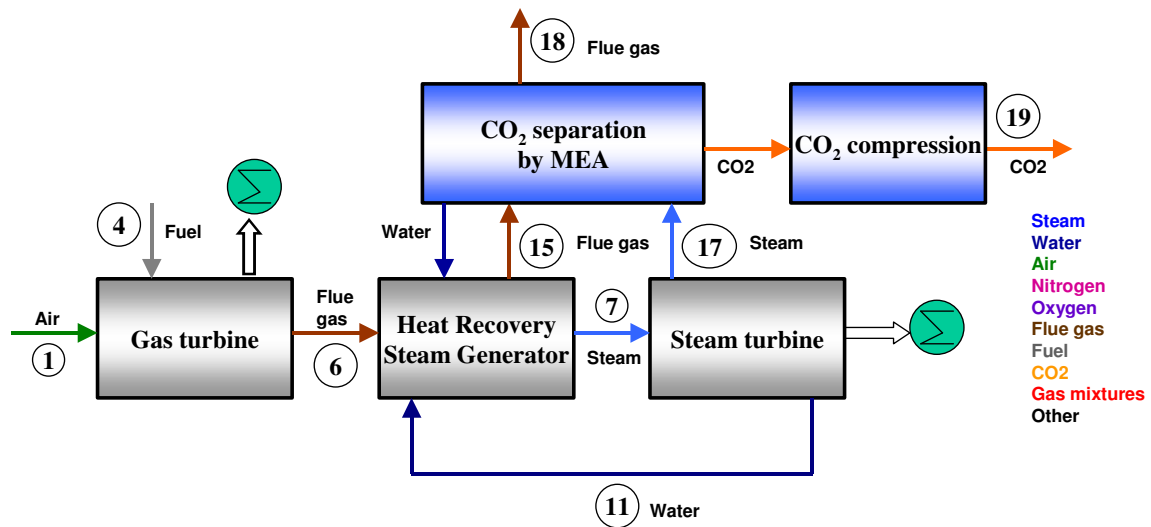 18
Flue gas
CO₂ separation
by MEA
CO2
CO₂ compression
19
CO2
Σ
4
Fuel
Water
15
Flue gas
17
Steam
Air
1
Gas turbine
Flue
gas
6
Heat Recovery
Steam Generator
7
Steam
Steam turbine
Σ
11
Water
Steam
Water
Air
Nitrogen
Oxygen
Flue gas
Fuel
CO2
Gas mixtures
Other